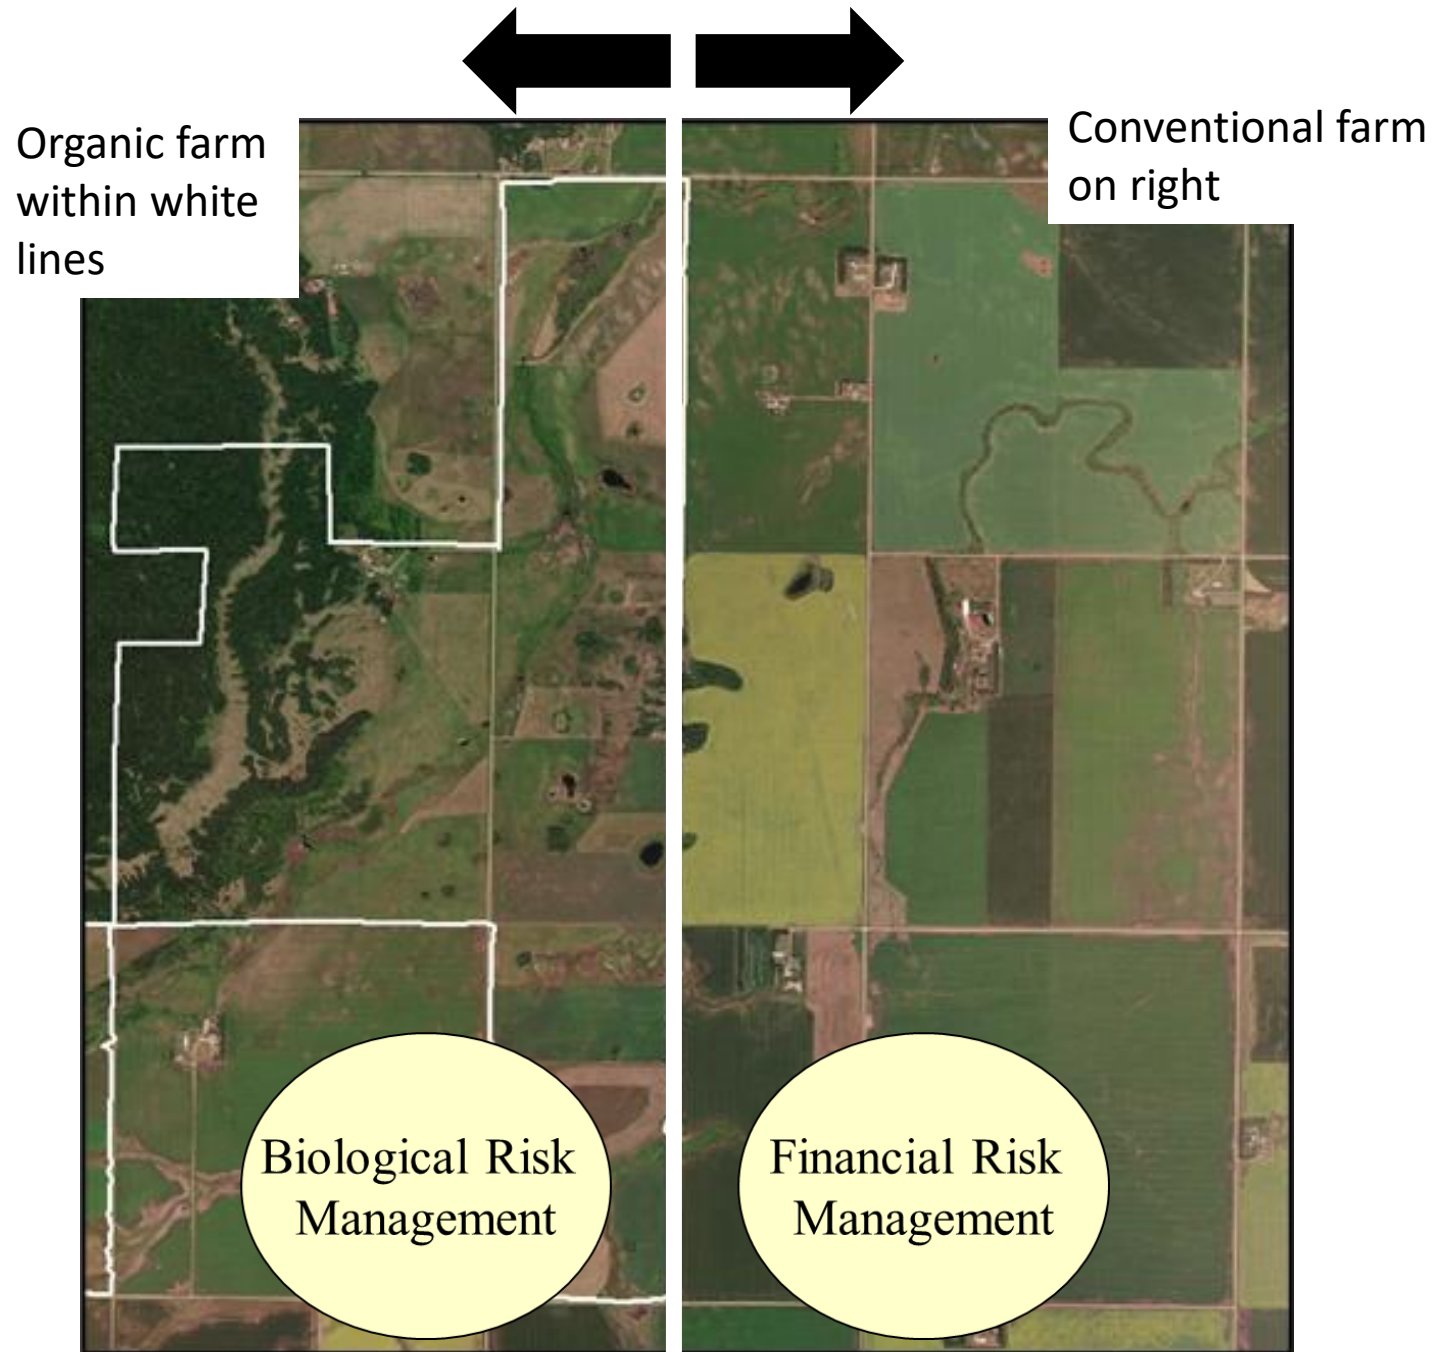 Organic farm
within white
lines
Conventional farm
on right
Biological Risk
Management
Financial Risk
Management